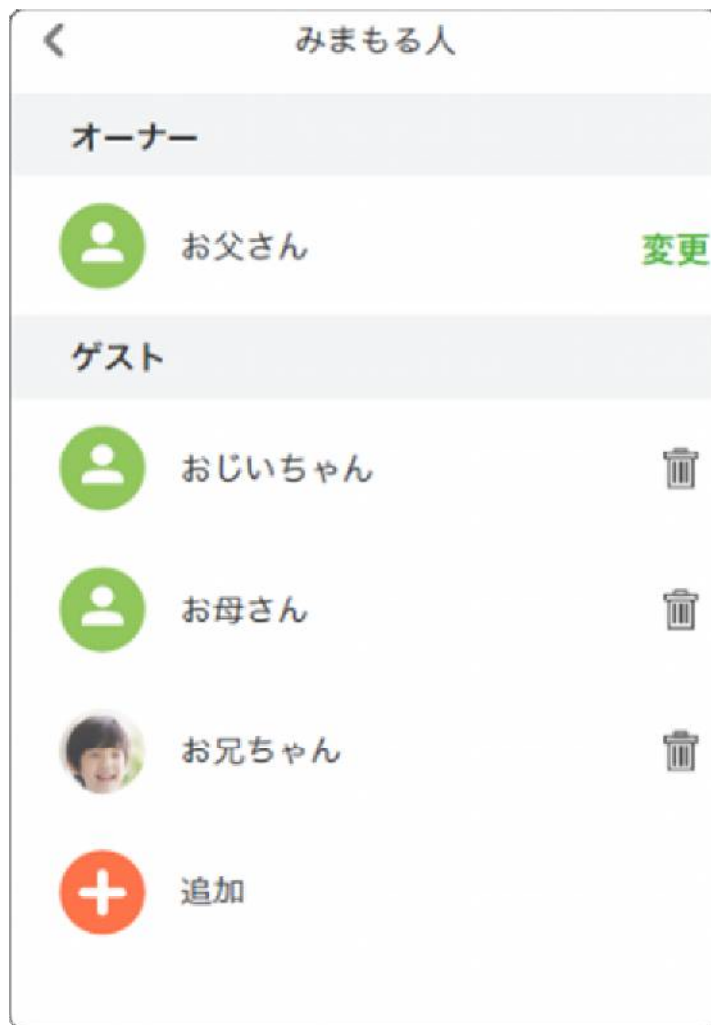 みまもる人
オーナー
お父さん 変更
ゲスト
おじいちゃん
お母さん
お兄ちゃん
追加